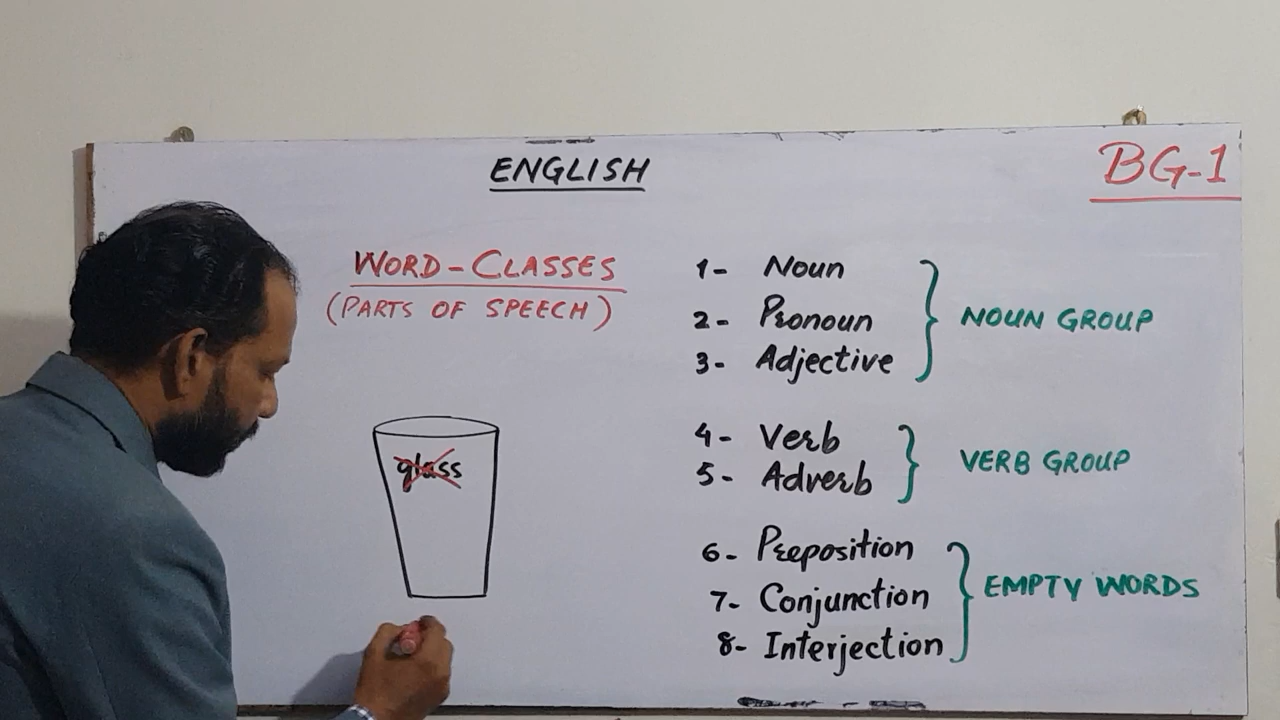 ENGLISH
BG-1
WORD-CLASSES
(PARTS OF SPEECH)
glass
1- Noun
2- Pronoun
3- Adjective
NOUN GROUP
4- Verb
5- Adverb
VERB GROUP
6- Preposition
7- Conjunction
8- Interjection
EMPTY WORDS